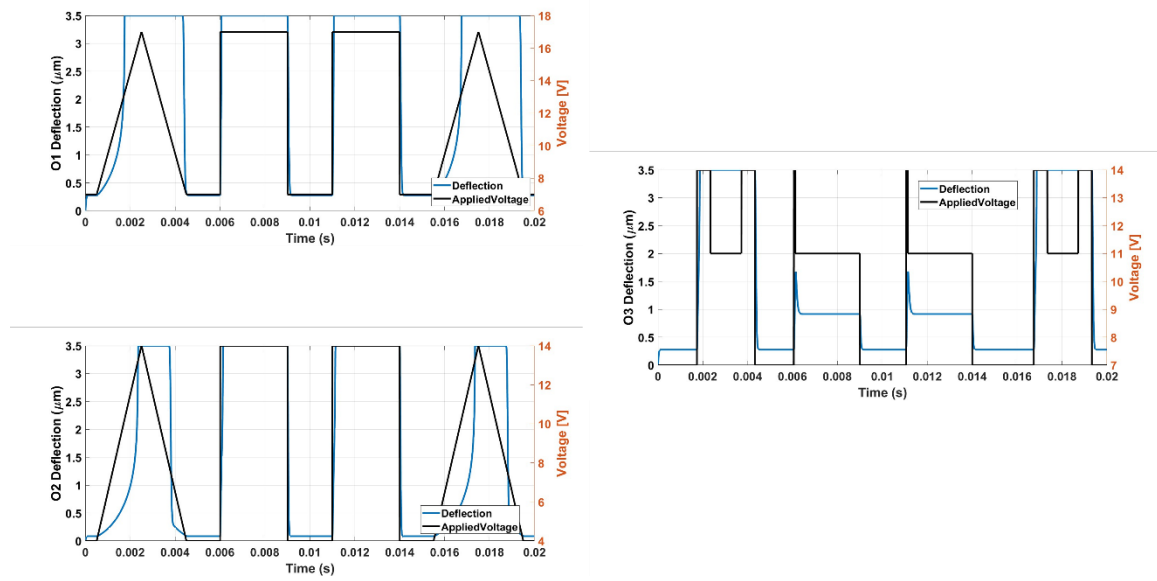 O1 Deflection (μm)
3.5
3
2.5
2
1.5
1
0.5
0
18
16
14
12
10
8
6
Voltage [V]
Deflection
AppliedVoltage
0 0.002 0.004 0.006 0.008 0.01 0.012 0.014 0.016 0.018 0.02
Time (s)
O2 Deflection (μm)
3.5
3
2.5
2
1.5
1
0.5
0
14
12
10
8
6
4
Voltage [V]
Deflection
AppliedVoltage
0 0.002 0.004 0.006 0.008 0.01 0.012 0.014 0.016 0.018 0.02
Time (s)
O3 Deflection (μm)
3.5
3
2.5
2
1.5
1
0.5
0
14
13
12
11
10
9
8
7
Voltage [V]
Deflection
AppliedVoltage
0 0.002 0.004 0.006 0.008 0.01 0.012 0.014 0.016 0.018 0.02
Time (s)